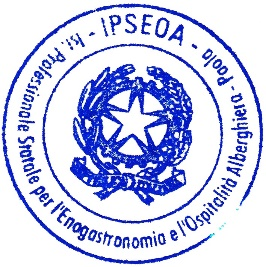 - IPSEOA -
Ist. Professionale Statale per l'Enogastronomia e l'Ospitalità Alberghiera - Paola